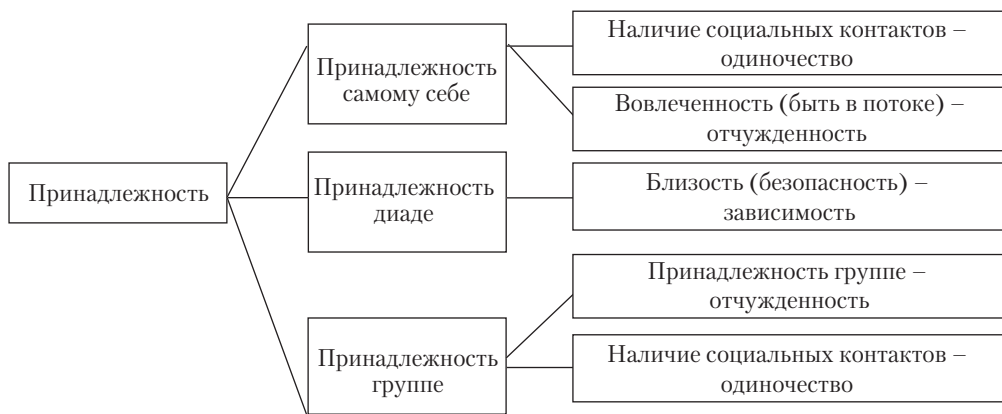 Принадлежность
Принадлежность
самому себе
Принадлежность
диаде
Принадлежность
группе
Наличие социальных контактов –
одиночество
Вовлеченность (быть в потоке) –
отчужденность
Близость (безопасность) –
зависимость
Принадлежность группе –
отчужденность
Наличие социальных контактов –
одиночество